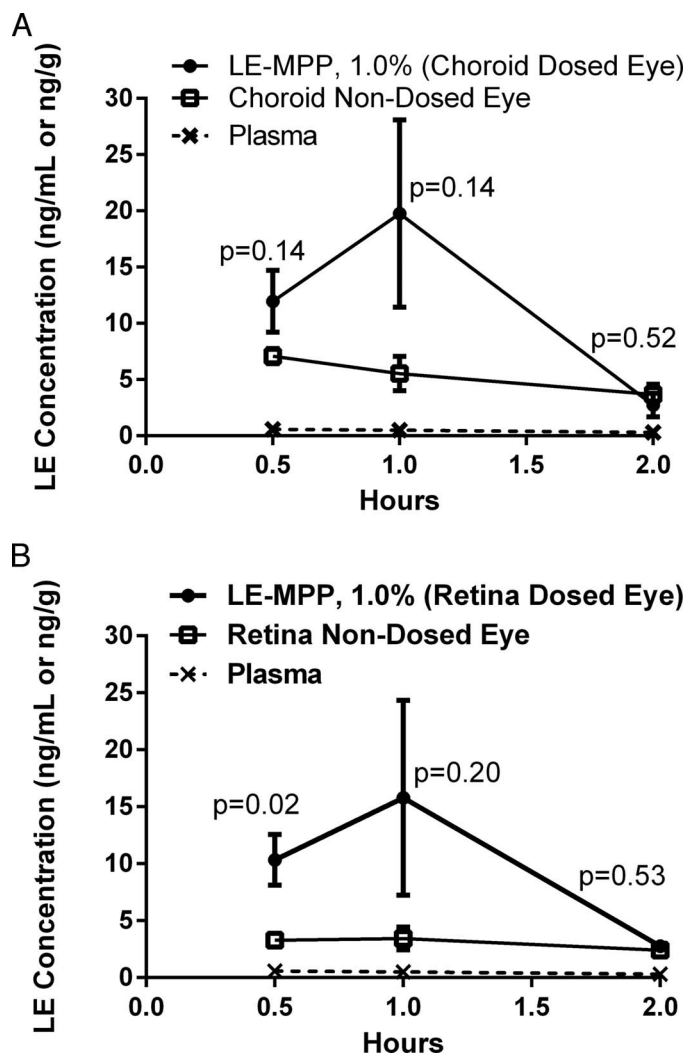 A
LE-MPP, 1.0% (Choroid Dosed Eye)
Choroid Non-Dosed Eye
Plasma
LE Concentration (ng/mL or ng/g)
30
25
20
15
10
5
0
p=0.14
p=0.14
p=0.52
0.0 0.5 1.0 1.5 2.0
Hours
B
LE-MPP, 1.0% (Retina Dosed Eye)
Retina Non-Dosed Eye
Plasma
LE Concentration (ng/mL or ng/g)
30
25
20
15
10
5
0
p=0.02
p=0.20
p=0.53
0.0 0.5 1.0 1.5 2.0
Hours